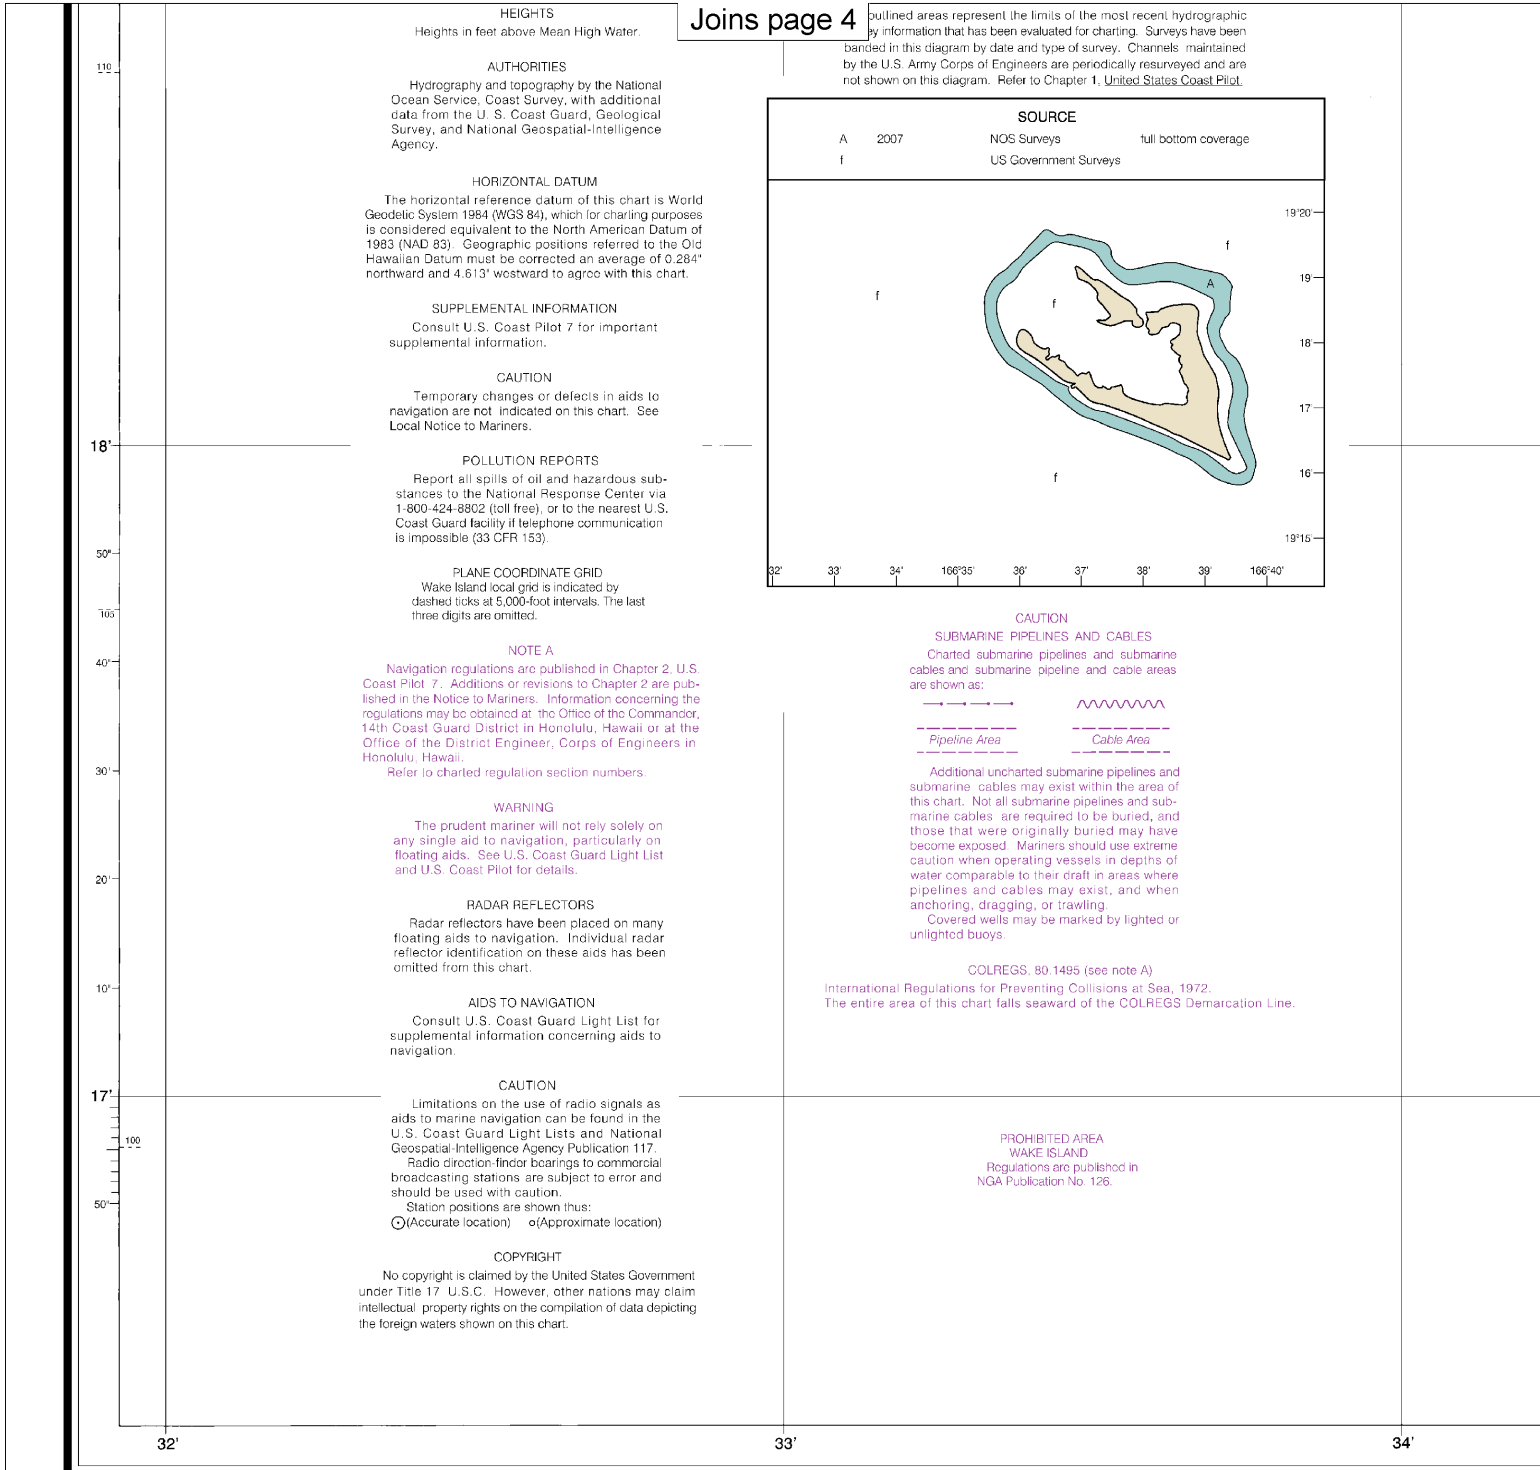 Joins page 4
HEIGHTS
Heights in feet above Mean High Water.
AUTHORITIES
Hydrography and topography by the National
Ocean Service, Coast Survey, with additional
data from the U. S. Coast Guard, Geological
Survey, and National Geospatial-Intelligence
Agency.
HORIZONTAL DATUM
The horizontal reference datum of this chart is World
Geodetic System 1984 (WGS 84), which for charting purposes
is considered equivalent to the North American Datum of
1983 (NAD 83). Geographic positions referred to the Old
Hawaiian Datum must be corrected an average of 0.284"
northward and 4.613" westward to agree with this chart.
SUPPLEMENTAL INFORMATION
Consult U.S. Coast Pilot 7 for important
supplemental information.
CAUTION
Temporary changes or defects in aids to
navigation are not indicated on this chart. See
Local Notice to Mariners.
POLLUTION REPORTS
Report all spills of oil and hazardous sub-
stances to the National Response Center via
1-800-424-8802 (toll free), or to the nearest U.S.
Coast Guard facility if telephone communication
is impossible (33 CFR 153).
PLANE COORDINATE GRID
Wake Island local grid is indicated by
dashed ticks at 5,000-foot intervals. The last
three digits are omitted.
NOTE A
Navigation regulations are published in Chapter 2, U.S.
Coast Pilot 7. Additions or revisions to Chapter 2 are pub-
lished in the Notice to Mariners. Information concerning the
regulations may be obtained at the Office of the Commander,
14th Coast Guard District in Honolulu, Hawaii or at the
Office of the District Engineer, Corps of Engineers in
Honolulu, Hawaii.
Refer to charted regulation section numbers.
WARNING
The prudent mariner will not rely solely on
any single aid to navigation, particularly on
floating aids. See U.S. Coast Guard Light List
and U.S. Coast Pilot for details.
RADAR REFLECTORS
Radar reflectors have been placed on many
floating aids to navigation. Individual radar
reflector identification on these aids has been
omitted from this chart.
AIDS TO NAVIGATION
Consult U.S. Coast Guard Light List for
supplemental information concerning aids to
navigation.
CAUTION
Limitations on the use of radio signals as
aids to marine navigation can be found in the
U.S. Coast Guard Light Lists and National
Geospatial-Intelligence Agency Publication 117.
Radio direction-finder bearings to commercial
broadcasting stations are subject to error and
should be used with caution.
Station positions are shown thus:
(Accurate location) o(Approximate location)
COPYRIGHT
No copyright is claimed by the United States Government
under Title 17 U.S.C. However, other nations may claim
intellectual property rights on the compilation of data depicting
the foreign waters shown on this chart.
outlined areas represent the limits of the most recent hydrographic
information that has been evaluated for charting. Surveys have been
banded in this diagram by date and type of survey. Channels maintained
by the U.S. Army Corps of Engineers are periodically resurveyed and are
not shown on this diagram. Refer to Chapter 1, United States Coast Pilot.
SOURCE
A 2007 NOS Surveys full bottom coverage
f US Government Surveys
19°20'
f
19'
A
f
f
18'
17'
f
16'
19°15'
32' 33' 34' 166°35' 36' 37' 38' 39' 166°40'
CAUTION
SUBMARINE PIPELINES AND CABLES
Charted submarine pipelines and submarine
cables and submarine pipeline and cable areas
are shown as:
Pipeline Area Cable Area
Additional uncharted submarine pipelines and
submarine cables may exist within the area of
this chart. Not all submarine pipelines and sub-
marine cables are required to be buried, and
those that were originally buried may have
become exposed. Mariners should use extreme
caution when operating vessels in depths of
water comparable to their draft in areas where
pipelines and cables may exist, and when
anchoring, dragging, or trawling.
Covered wells may be marked by lighted or
unlighted buoys.
COLREGS, 80.1495 (see note A)
International Regulations for Preventing Collisions at Sea, 1972.
The entire area of this chart falls seaward of the COLREGS Demarcation Line.
PROHIBITED AREA
WAKE ISLAND
Regulations are published in
NGA Publication No. 126.
110
18'
50"
105
40"
30'
20"
10"
17'
100
50"
32' 33' 34'